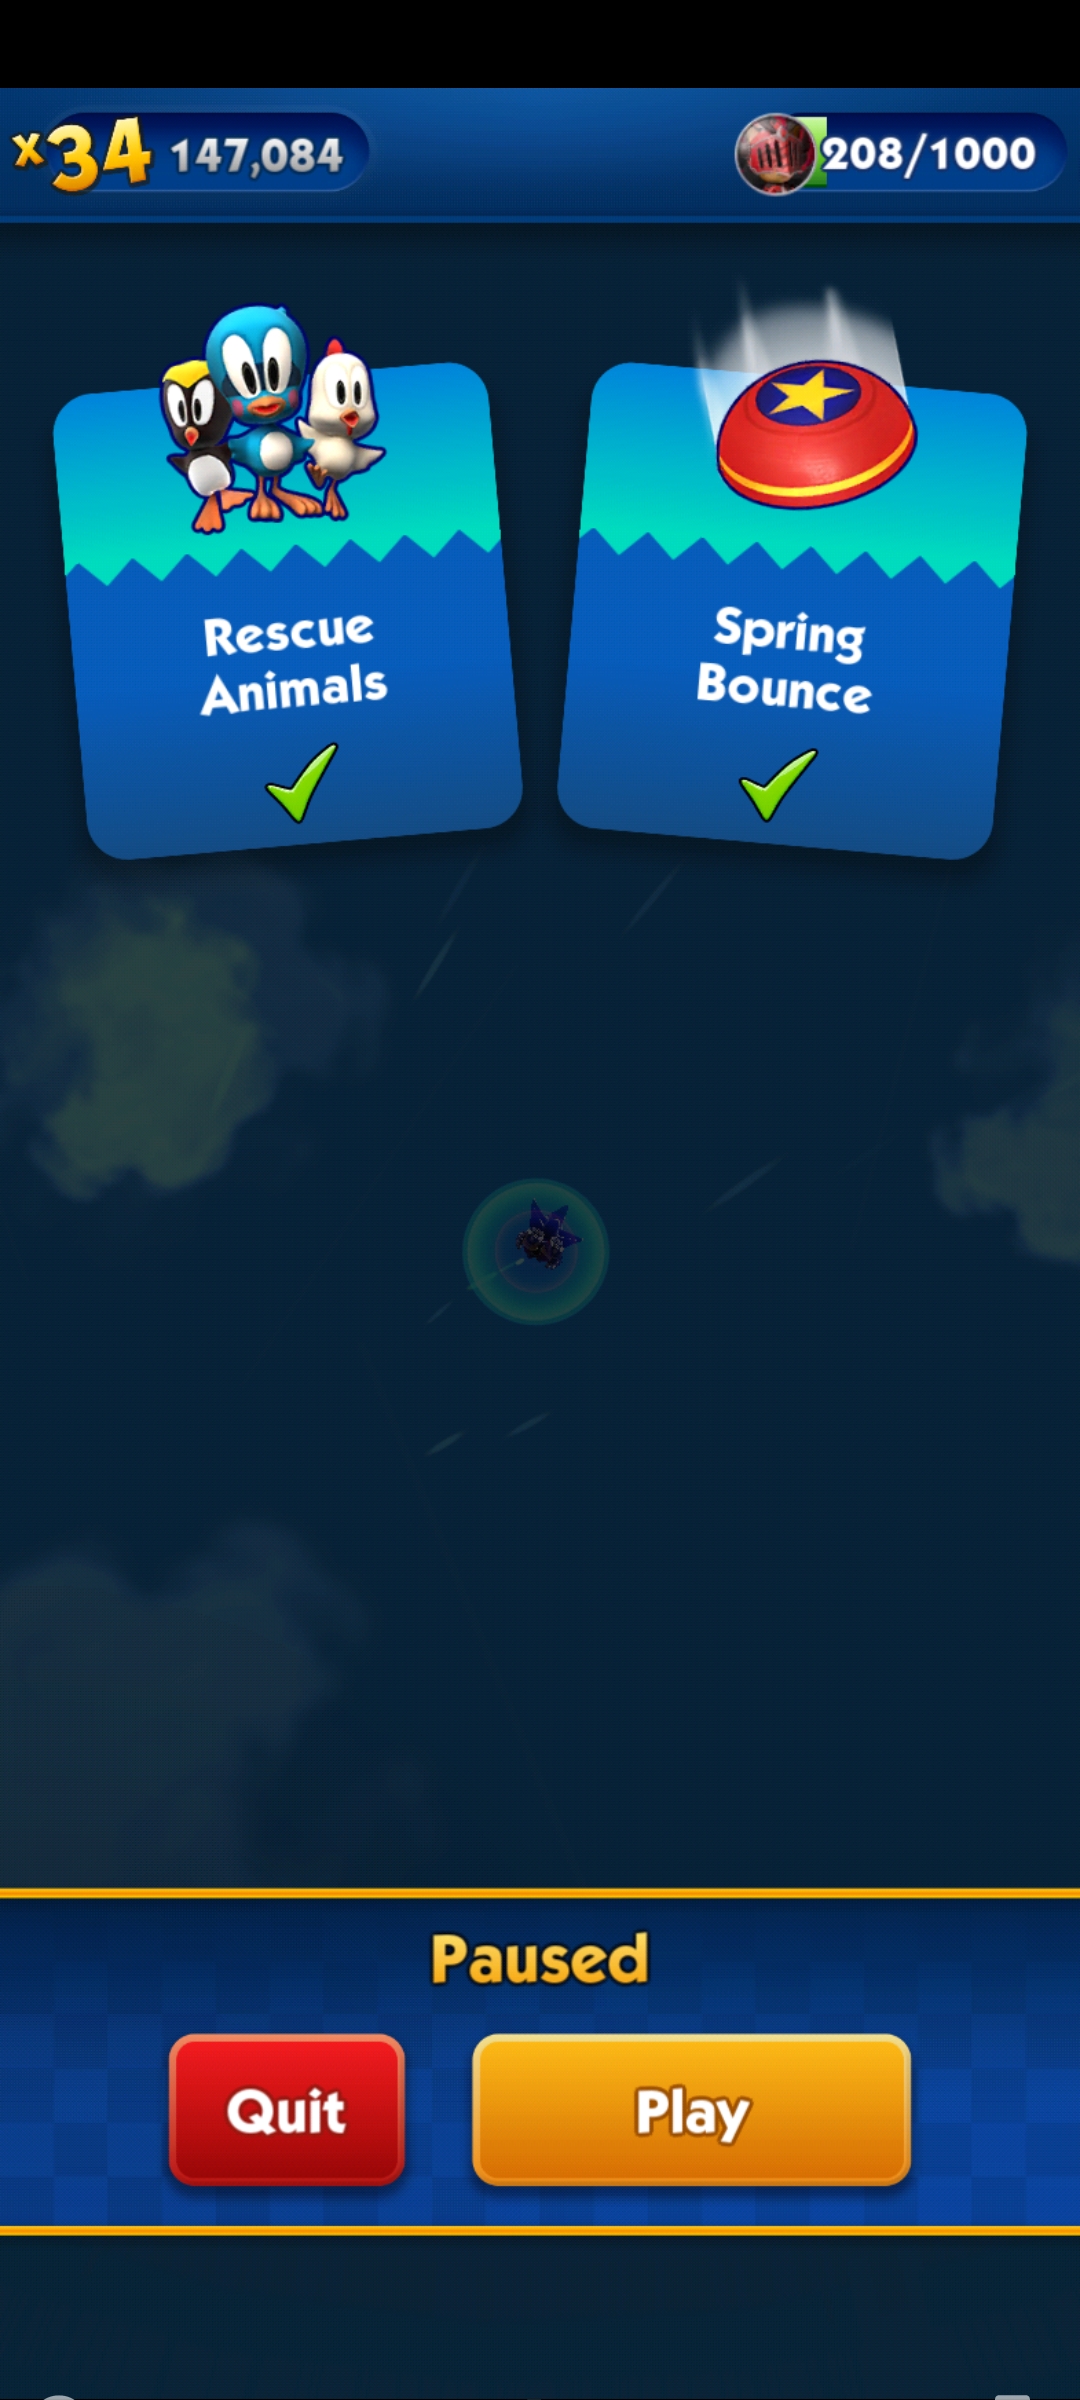 x34 147,084
208/1000
Rescue
Animals
Spring
Bounce
Paused
Quit
Play